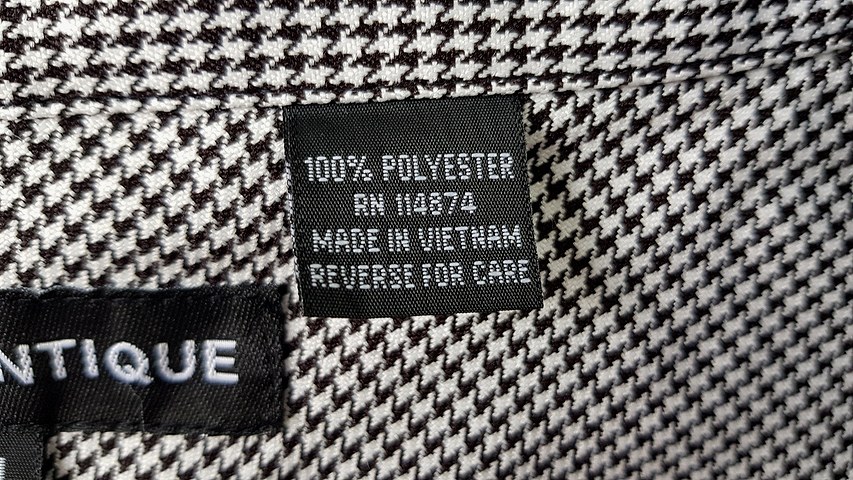 100% POLYESTER
RN 114874
MADE IN VIETNAM
REVERSE FOR CARE
NTIQUE